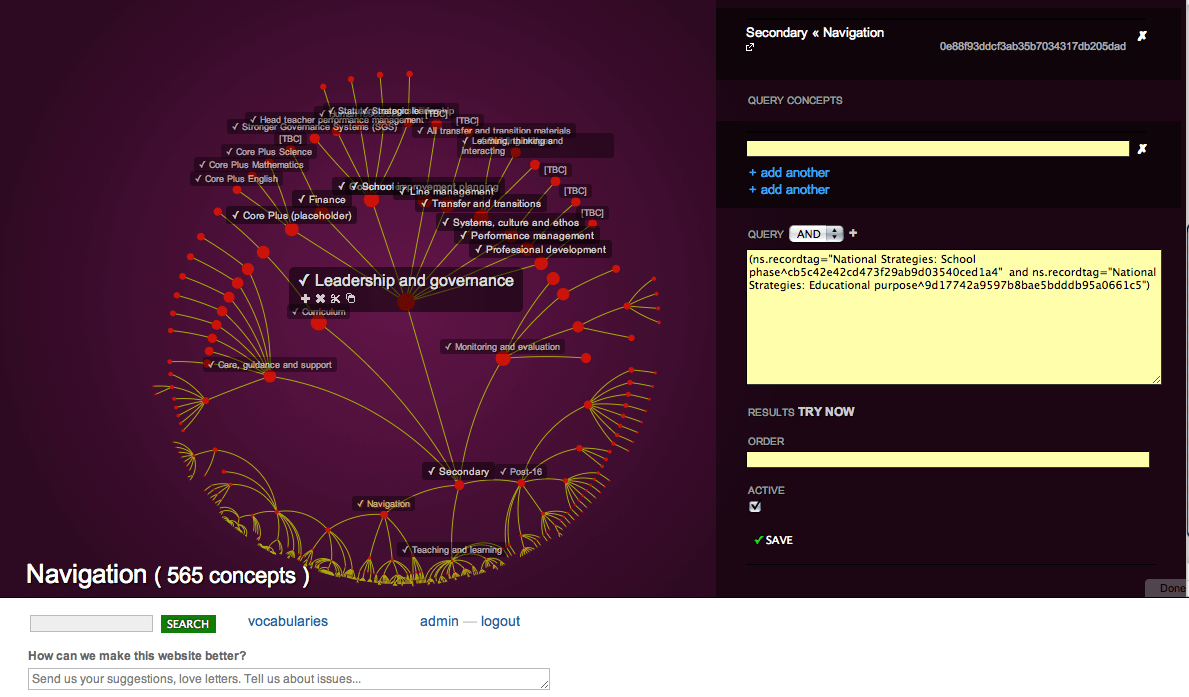 Secondary « Navigation
0e88f93ddcf3ab35b7034317db205dad
QUERY CONCEPTS
+ add another
+ add another
QUERY AND
(ns.recordtag="National Strategies: School
phase^cb5c42e42cd473f29ab9d03540ced1a4" and ns.recordtag="National
Strategies: Educational purpose^9d17742a9597b8bae5bdddb95a0661c5")
RESULTS TRY NOW
ORDER
ACTIVE
SAVE
Done
Strategic
[TBC]
Head teacher performance management
[TBC]
Stronger Governance Systems (SGS)
All transfer and transition materials
[TBC]
Learning, thinking and
interacting
Core Plus Science
Core Plus Mathematics
[TBC]
Core Plus English
School improvement planning
Line management
[TBC]
Finance
Transfer and transitions
[TBC]
Core Plus (placeholder)
Systems, culture and ethos
Performance management
Professional development
Leadership and governance
Curriculum
Monitoring and evaluation
Care, guidance and support
Secondary
Post-16
Navigation
Teaching and learning
Navigation ( 565 concepts )
SEARCH
vocabularies
admin — logout
How can we make this website better?
Send us your suggestions, love letters. Tell us about issues...